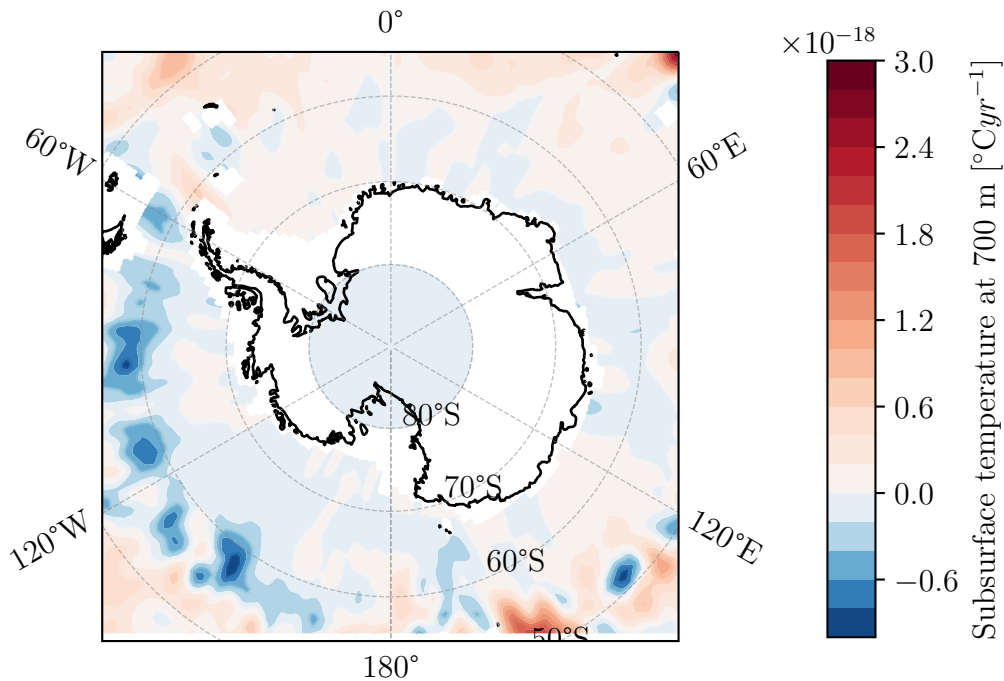 0°
×10⁻¹⁸
3.0
60°W
60°E
2.4
1.8
1.2
0.6
80°S
70°S
0.0
120°W
120°E
60°S
−0.6
50°S
180°
Subsurface temperature at 700 m [°Cyr⁻¹]